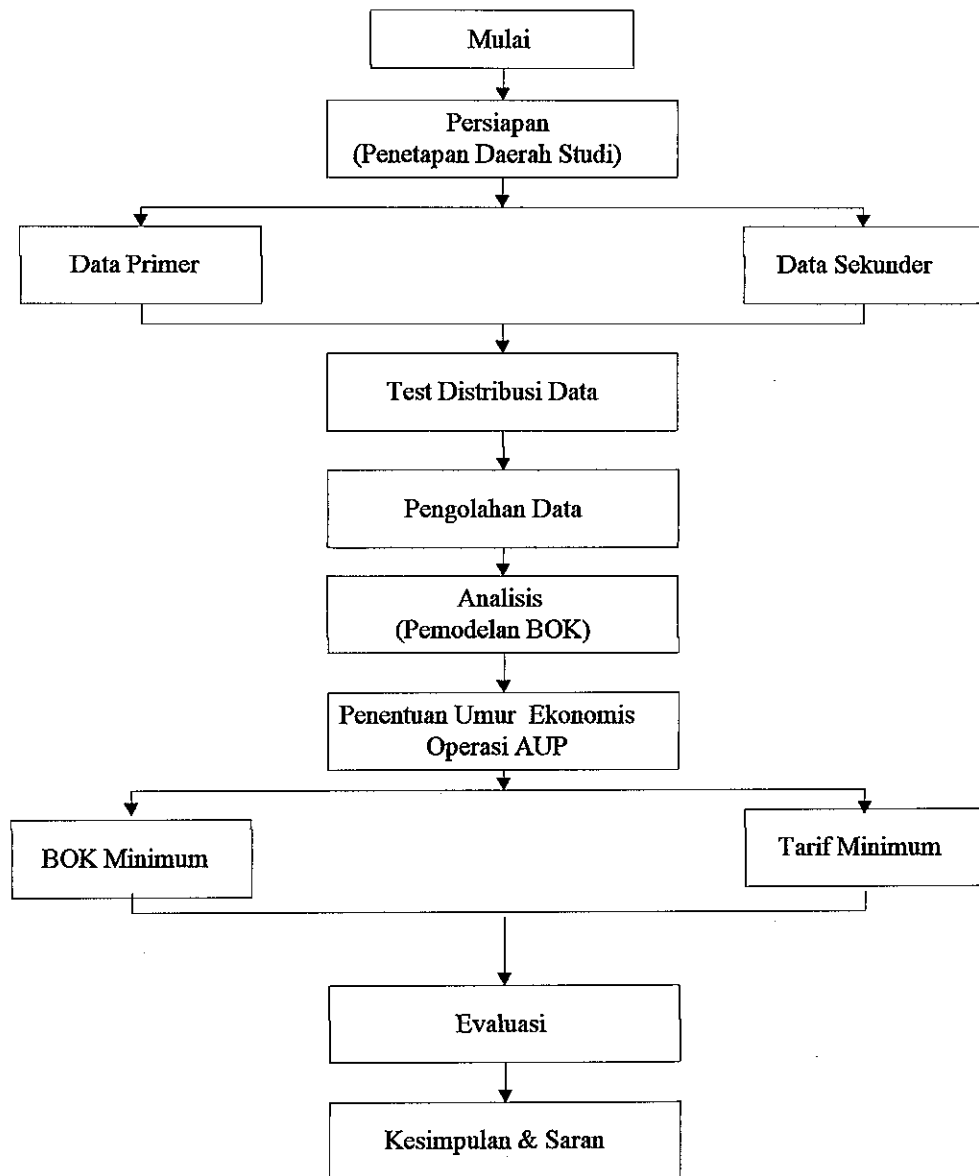 Mulai
Persiapan
(Penetapan Daerah Studi)
Data Primer
Data Sekunder
Test Distribusi Data
Pengolahan Data
Analisis
(Pemodelan BOK)
Penentuan Umur Ekonomis
Operasi AUP
BOK Minimum
Tarif Minimum
Evaluasi
Kesimpulan & Saran